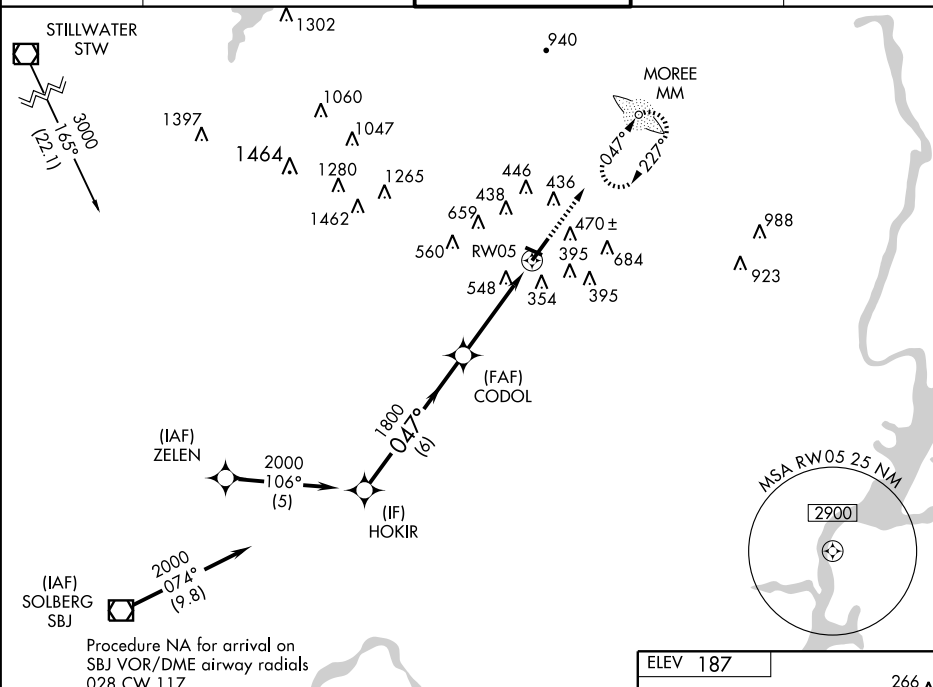 STILLWATER
STW
3000
165°
(22.1)
1302
940
MOREE
MM
047°
227°
1397
1060
1047
1464
1280
1265
1462
446
438
436
659
560
RW05
470 ±
395
684
548
354
395
988
923
(FAF)
CODOL
1800
047°
(6)
(IAF)
ZELEN
2000
106°
(5)
(IF)
HOKIR
(IAF)
SOLBERG
SBJ
2000
074°
(9.8)
MSA RW05 25 NM
2900
Procedure NA for arrival on
SBJ VOR/DME airway radials
028 CW 117
ELEV 187
266